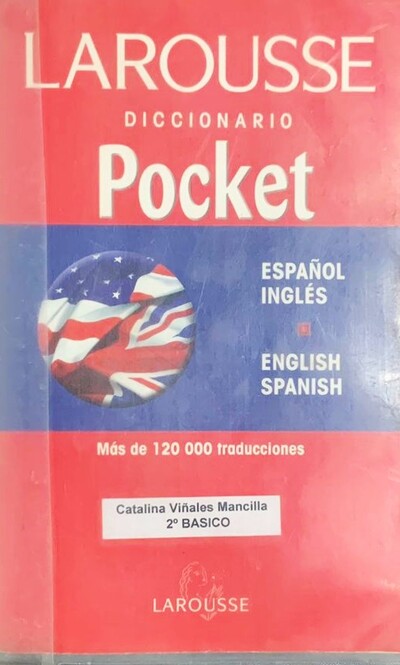 LAROUSSE
DICCIONARIO
Pocket
ESPAÑOL
INGLÉS
ENGLISH
SPANISH
Más de 120 000 traducciones
Catalina Viñales Mancilla
2º BASICO
LAROUSSE